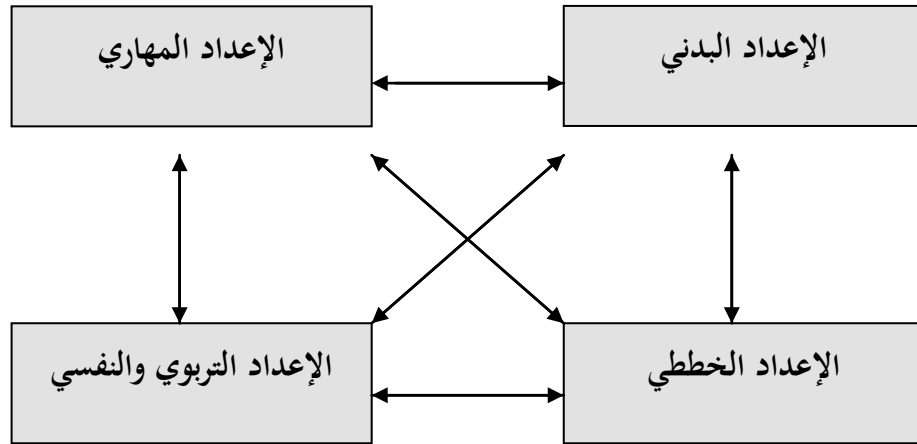 الإعداد البدني
الإعداد المهاري
الإعداد الخططي
الإعداد التربوي والنفسي